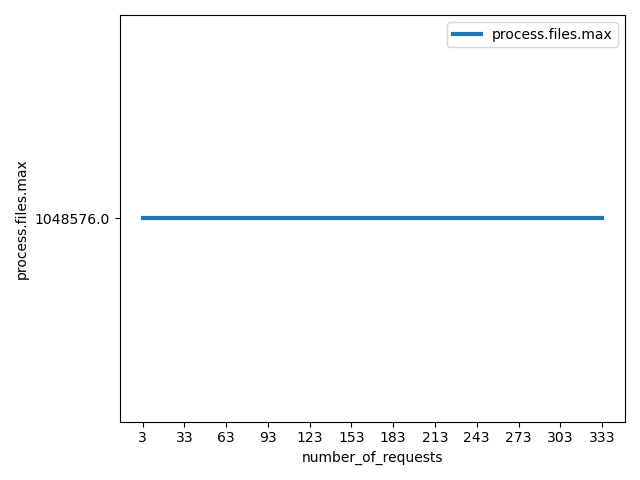 process.files.max
process.files.max
1048576.0
3 33 63 93 123 153 183 213 243 273 303 333
number_of_requests